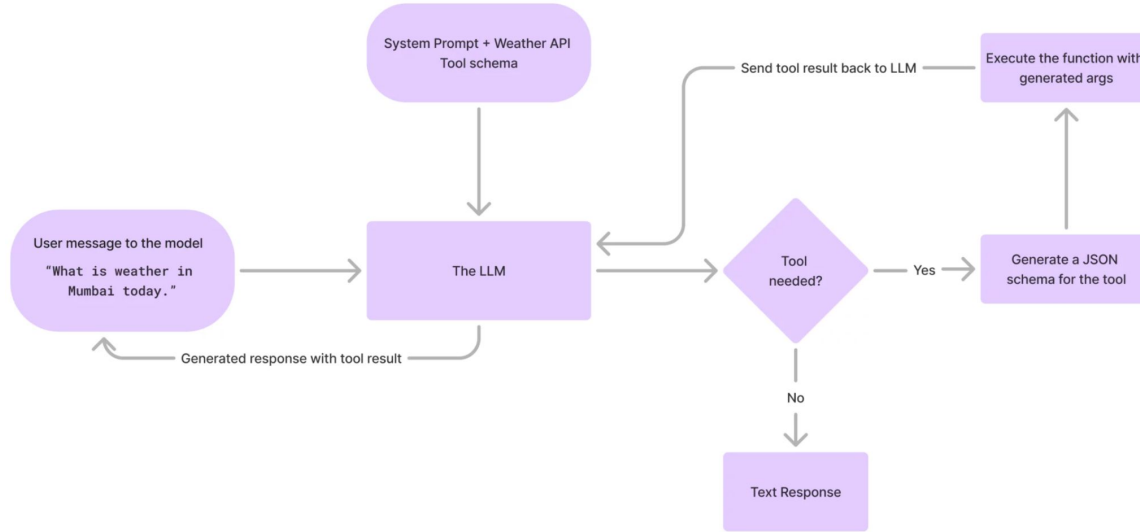 System Prompt + Weather API
Tool schema
Send tool result back to LLM
Execute the function with
generated args
User message to the model
"What is weather in
Mumbai today."
The LLM
Tool
needed?
Yes
Generate a JSON
schema for the tool
Generated response with tool result
No
Text Response